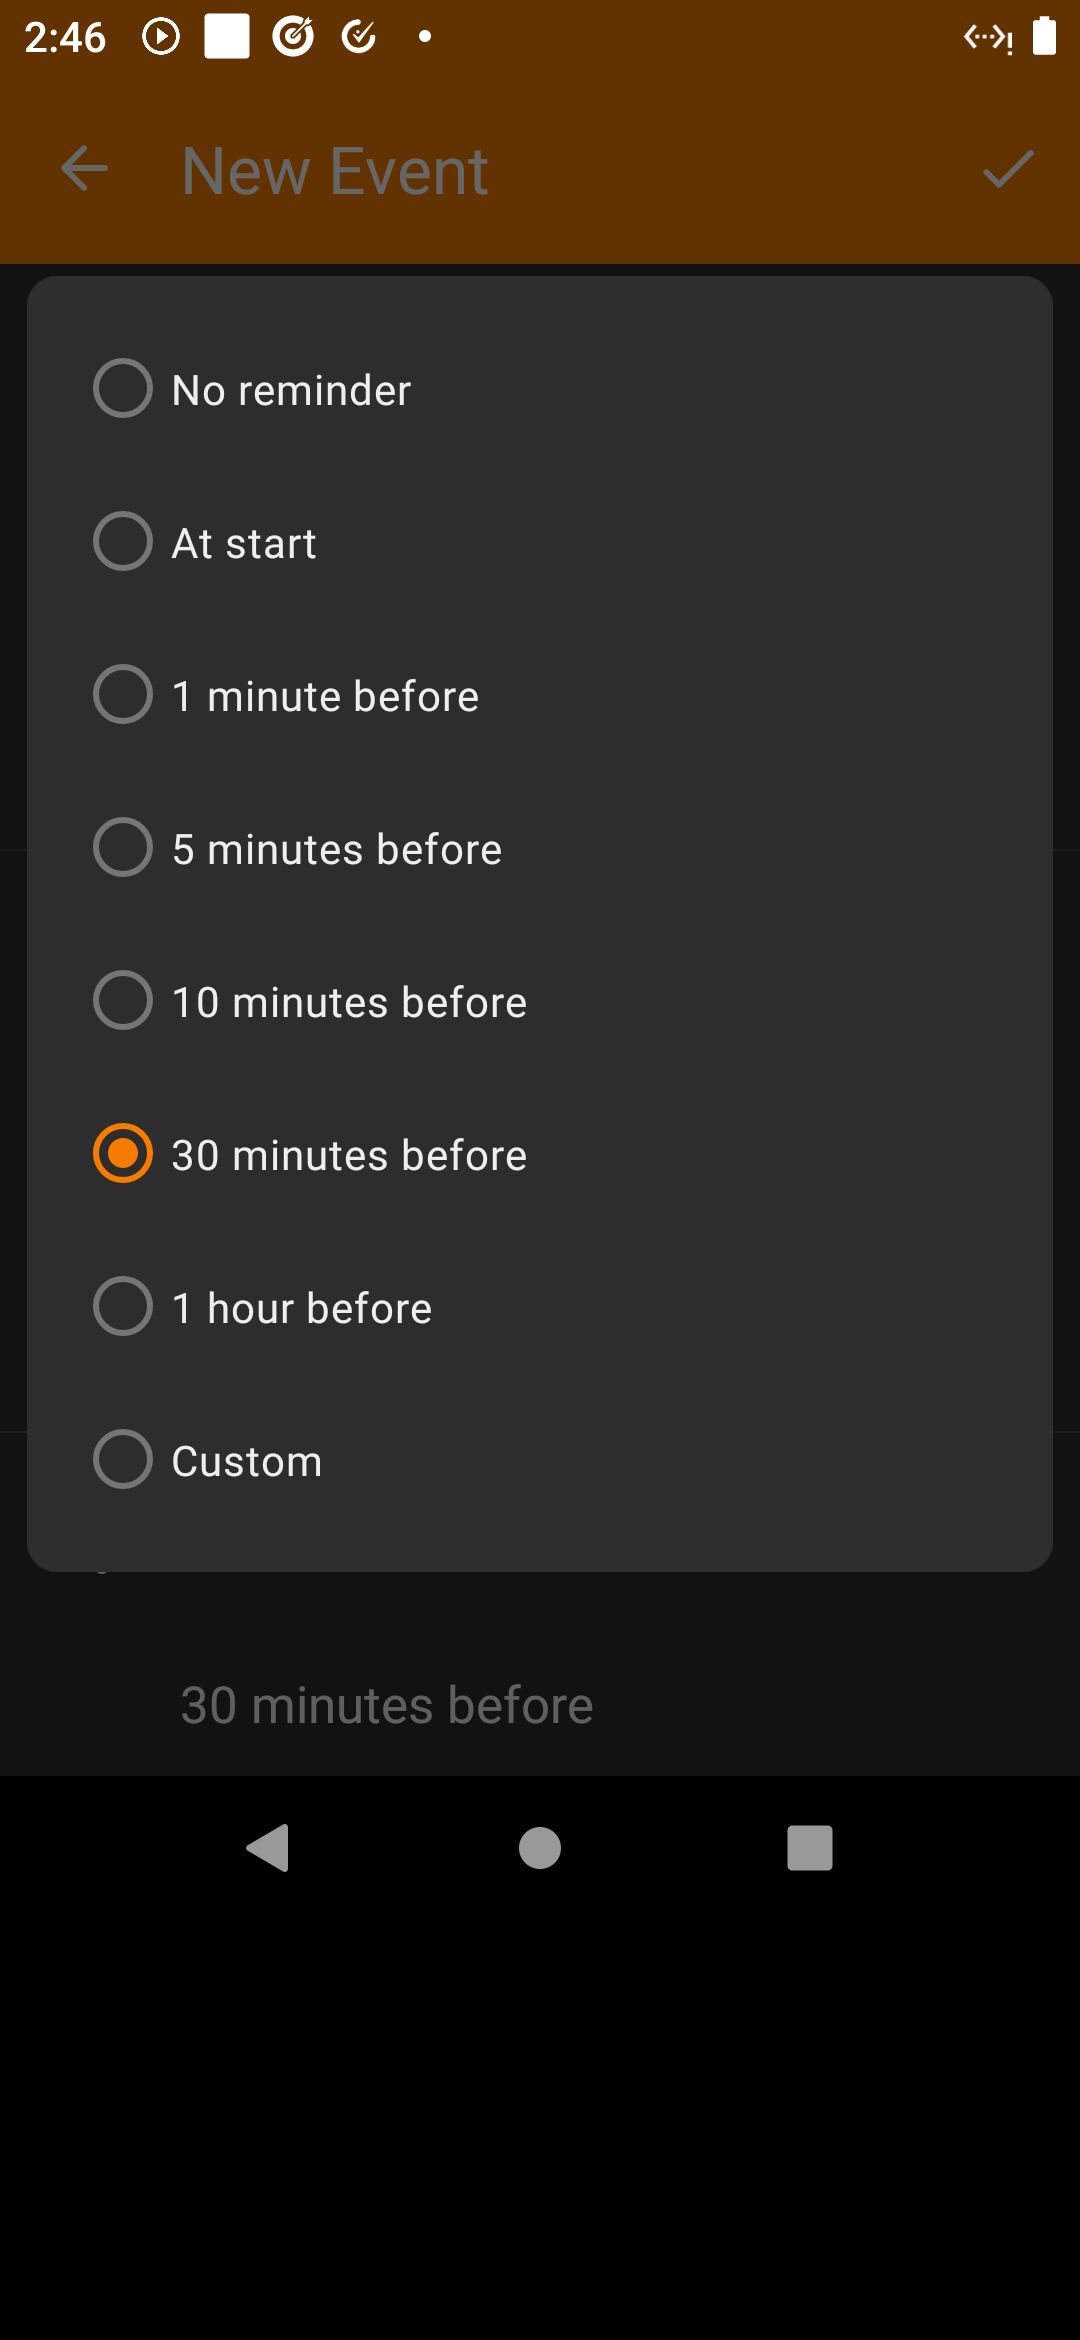 2:46
New Event
No reminder
At start
1 minute before
5 minutes before
10 minutes before
30 minutes before
1 hour before
Custom
30 minutes before